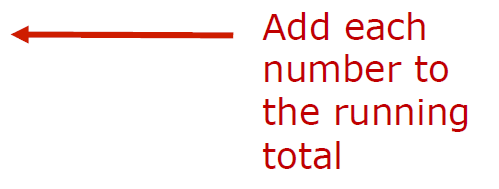 Add each
number to
the running
total